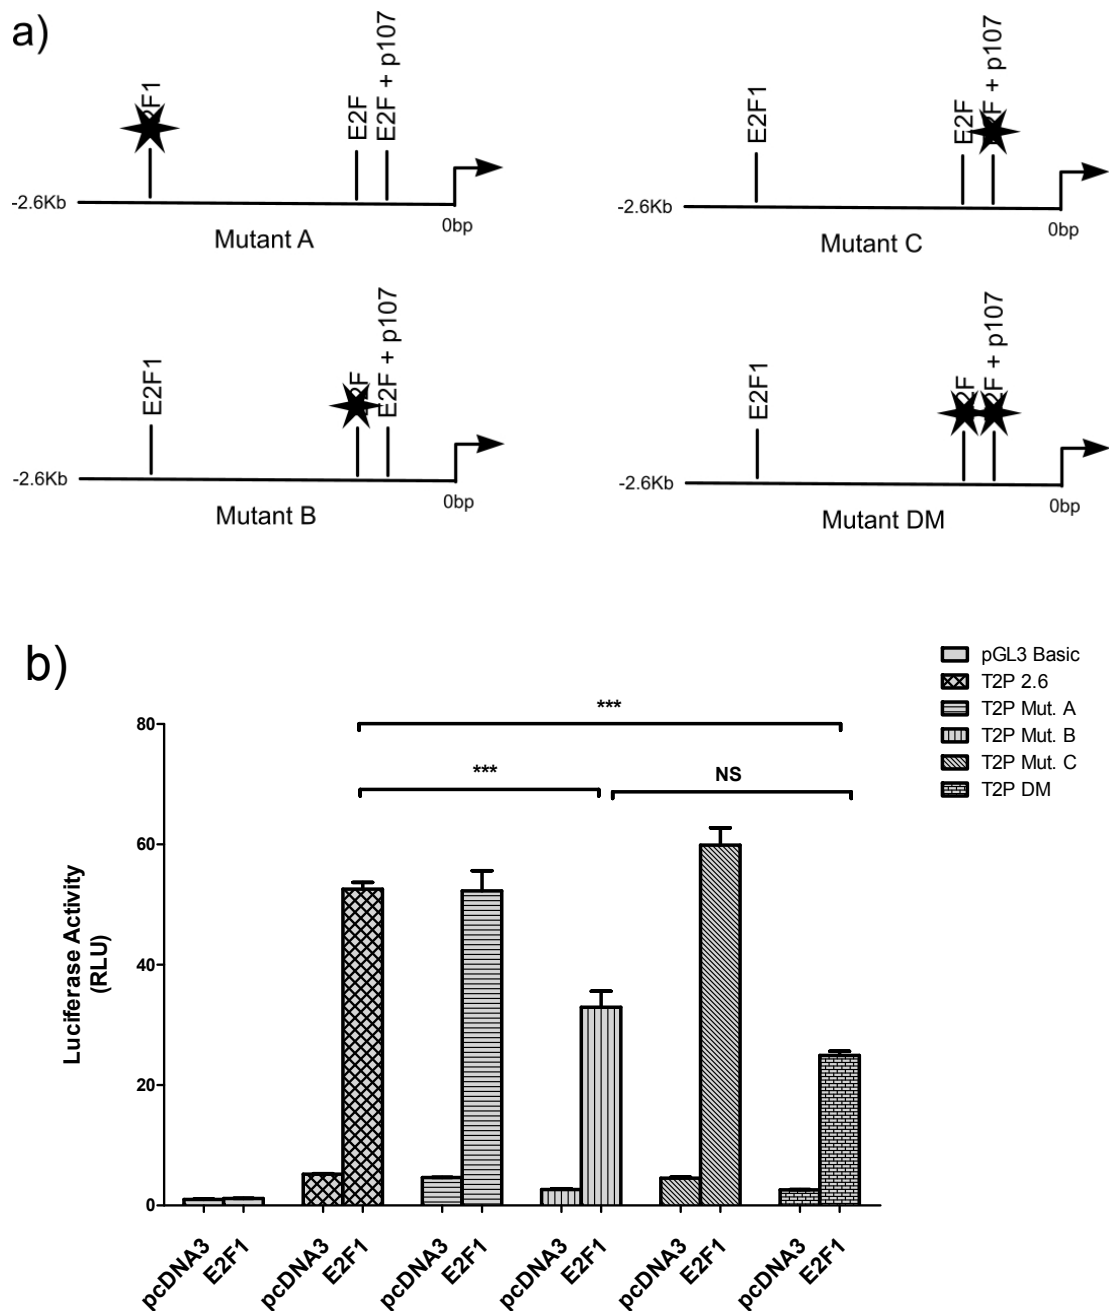 a)
E2F
E2F + p107
-2.6Kb
0bp
Mutant A
E2F1
E2F
-2.6Kb
0bp
Mutant C
E2F1
E2F + p107
-2.6Kb
0bp
Mutant B
E2F1
-2.6Kb
0bp
Mutant DM
b)
pGL3 Basic
T2P 2.6
T2P Mut. A
T2P Mut. B
T2P Mut. C
T2P DM
***
***
NS
80
60
40
20
0
Luciferase Activity
(RLU)
pcDNA3
E2F1
pcDNA3
E2F1
pcDNA3
E2F1
pcDNA3
E2F1
pcDNA3
E2F1
pcDNA3
E2F1